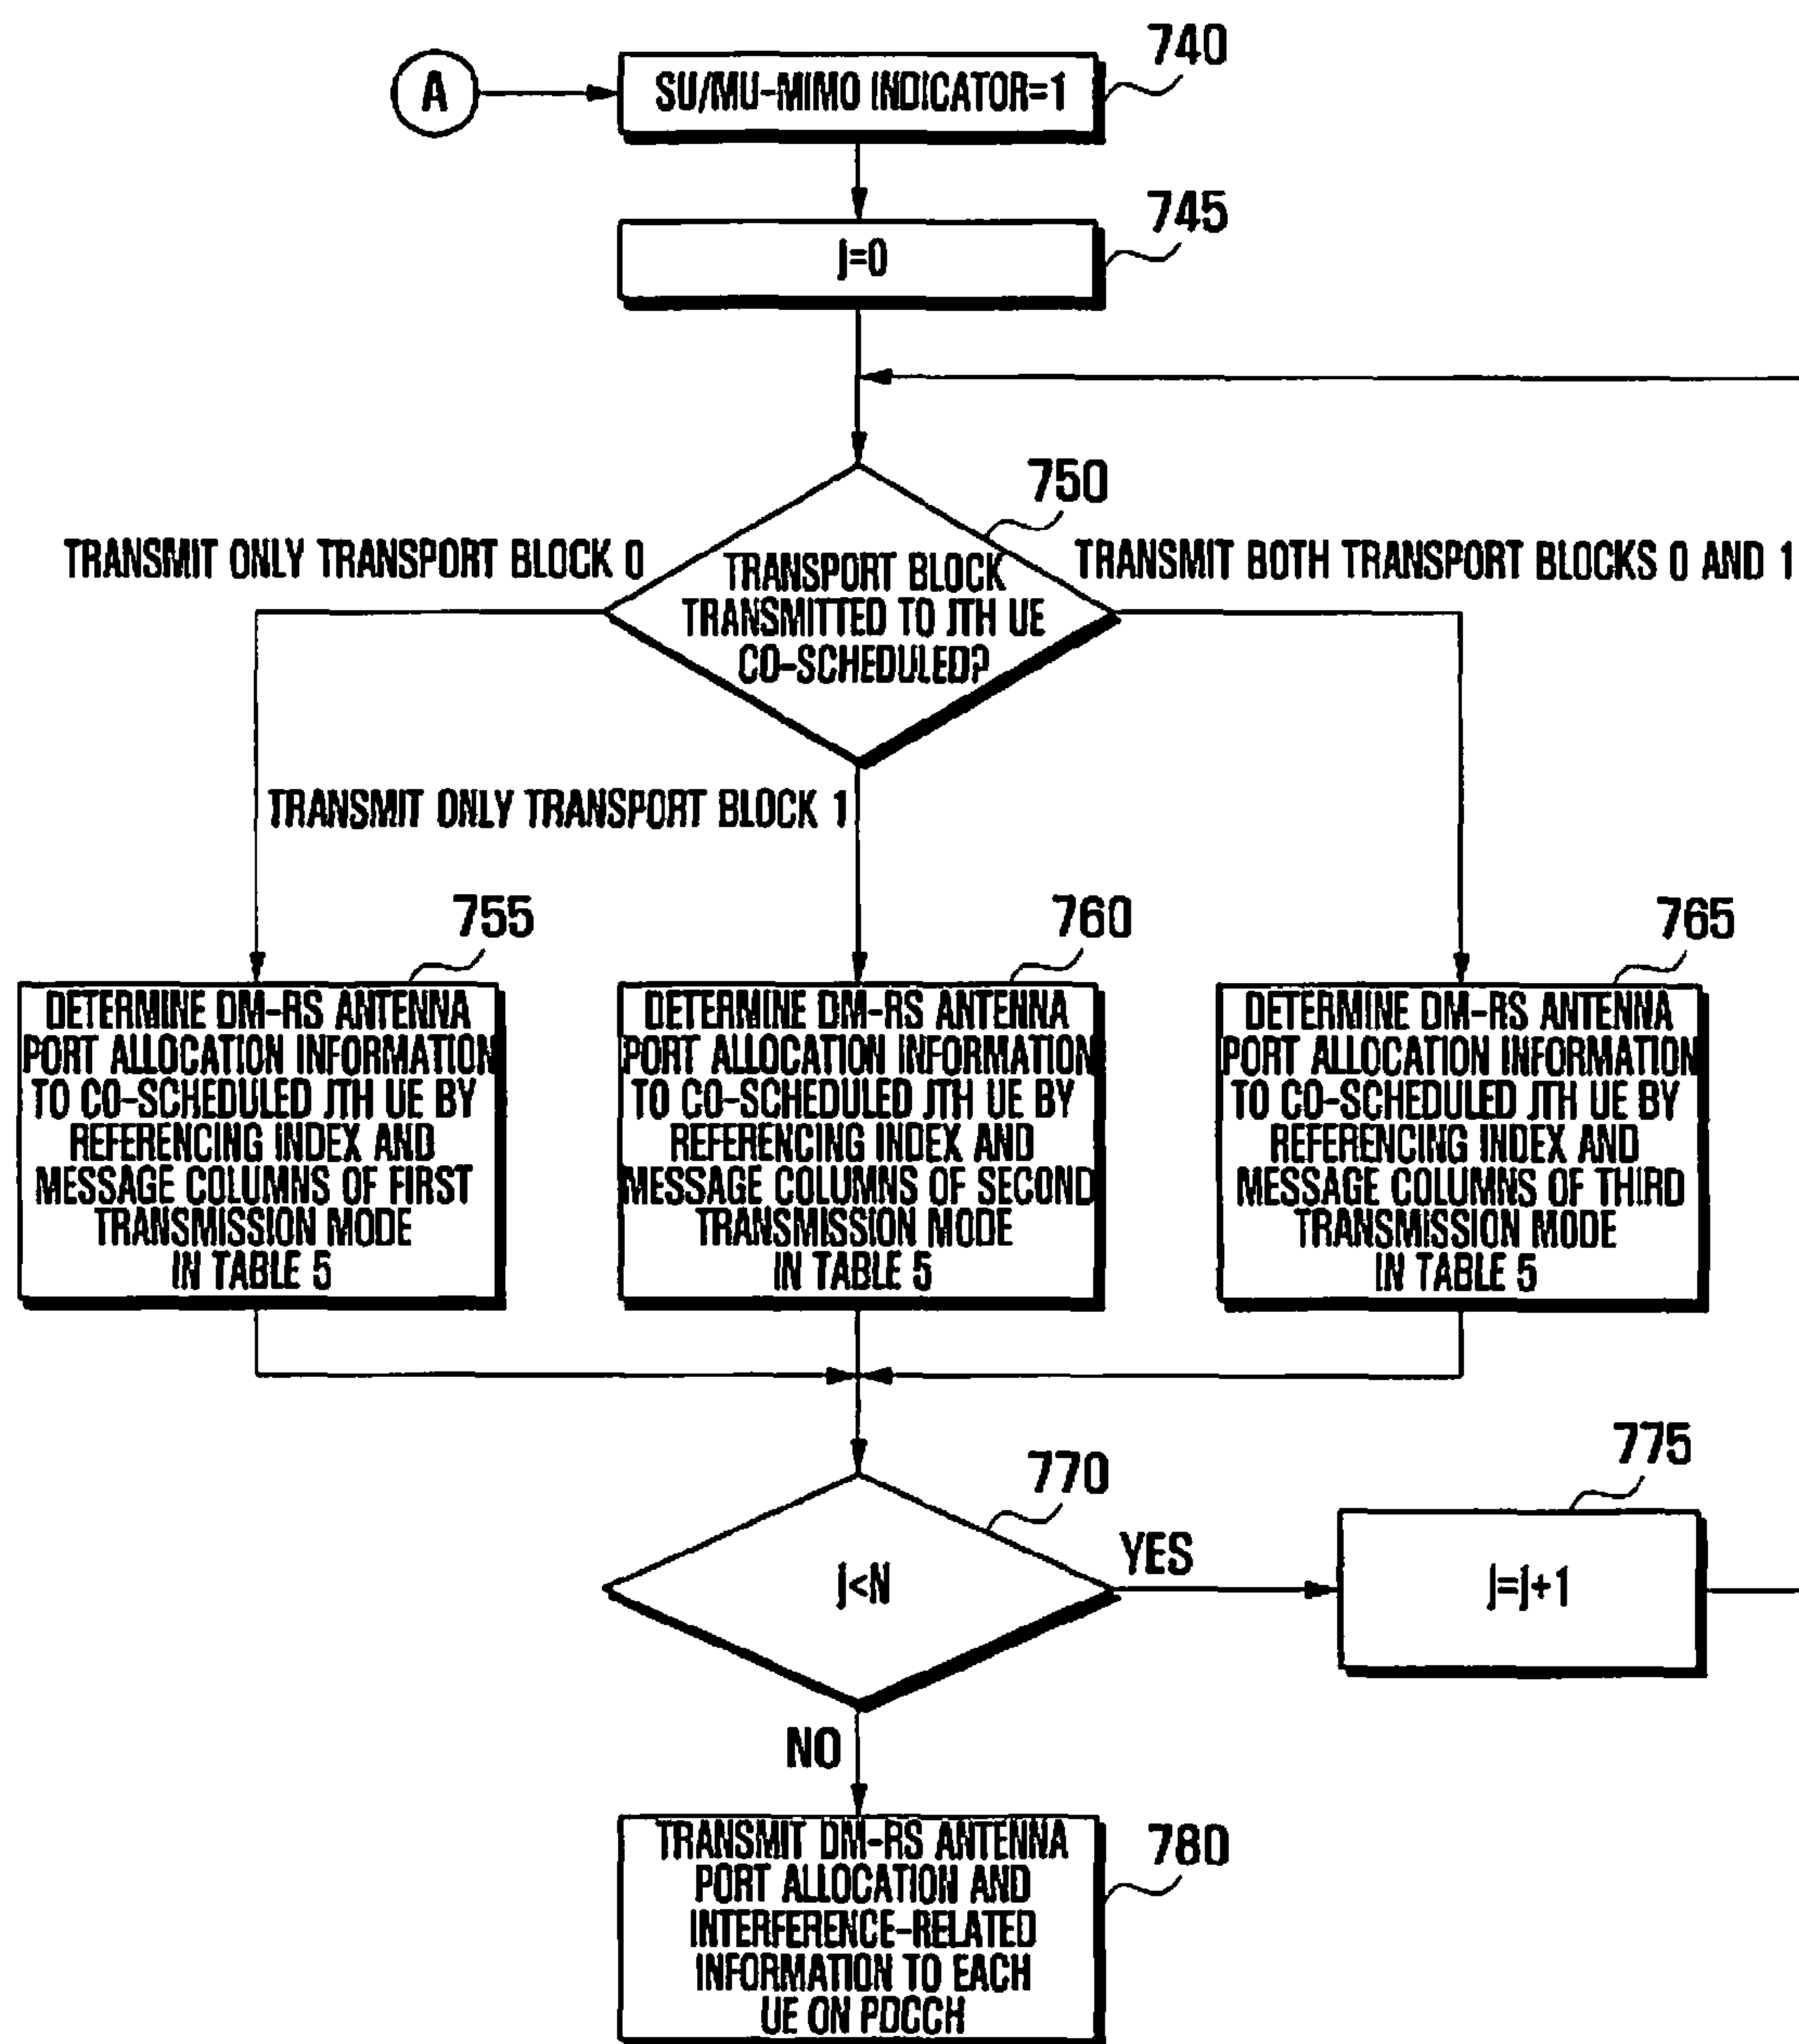 740
A
SU/MU-MIMO INDICATOR=1
745
j=0
750
TRANSMIT ONLY TRANSPORT BLOCK 0
TRANSPORT BLOCK
TRANSMITTED TO JTH UE
CO-SCHEDULED?
TRANSMIT BOTH TRANSPORT BLOCKS 0 AND 1
TRANSMIT ONLY TRANSPORT BLOCK 1
755
DETERMINE DM-RS ANTENNA
PORT ALLOCATION INFORMATION
TO CO-SCHEDULED JTH UE BY
REFERENCING INDEX AND
MESSAGE COLUMNS OF FIRST
TRANSMISSION MODE
IN TABLE 5
760
DETERMINE DM-RS ANTENNA
PORT ALLOCATION INFORMATION
TO CO-SCHEDULED JTH UE BY
REFERENCING INDEX AND
MESSAGE COLUMNS OF SECOND
TRANSMISSION MODE
IN TABLE 5
765
DETERMINE DM-RS ANTENNA
PORT ALLOCATION INFORMATION
TO CO-SCHEDULED JTH UE BY
REFERENCING INDEX AND
MESSAGE COLUMNS OF THIRD
TRANSMISSION MODE
IN TABLE 5
770
j<N
YES
775
j=j+1
NO
780
TRANSMIT DM-RS ANTENNA
PORT ALLOCATION AND
INTERFERENCE-RELATED
INFORMATION TO EACH
UE ON PDCCH